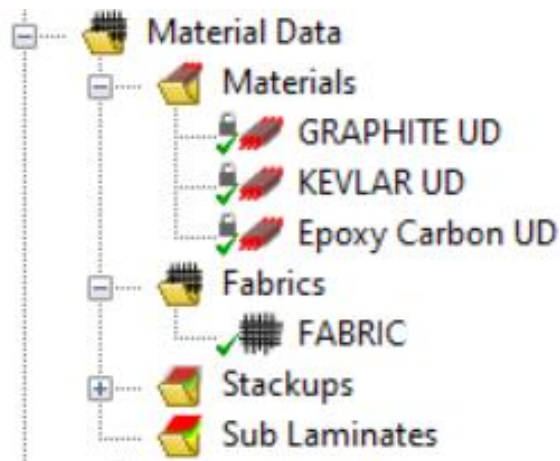 Material Data
Materials
GRAPHITE UD
KEVLAR UD
Epoxy Carbon UD
Fabrics
FABRIC
Stackups
Sub Laminates